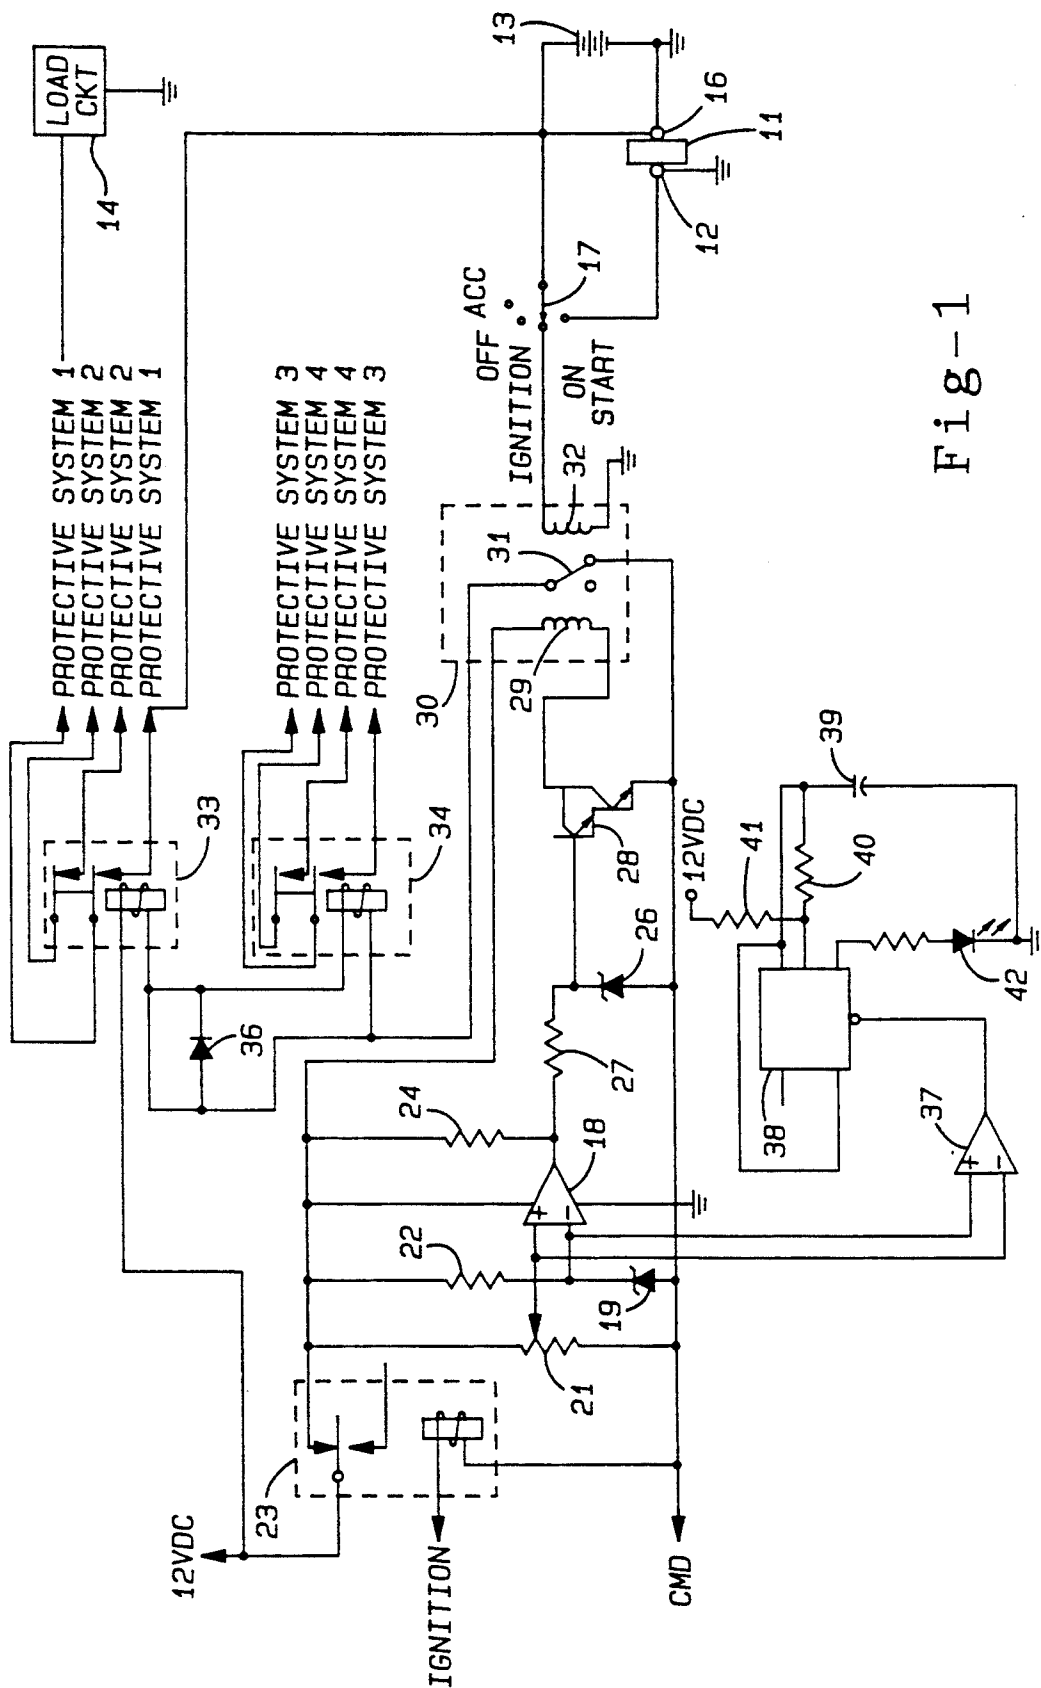 LOAD
CKT
14
13
16
11
12
PROTECTIVE SYSTEM 1
PROTECTIVE SYSTEM 2
PROTECTIVE SYSTEM 2
PROTECTIVE SYSTEM 1
PROTECTIVE SYSTEM 3
PROTECTIVE SYSTEM 4
PROTECTIVE SYSTEM 4
PROTECTIVE SYSTEM 3
OFF ACC
IGNITION
ON
START
17
32
31
30
29
33
34
36
28
26
27
24
18
+
−
22
19
21
23
12VDC
IGNITION
CMD
12VDC
41
40
39
42
38
37
+
−
Fig-1